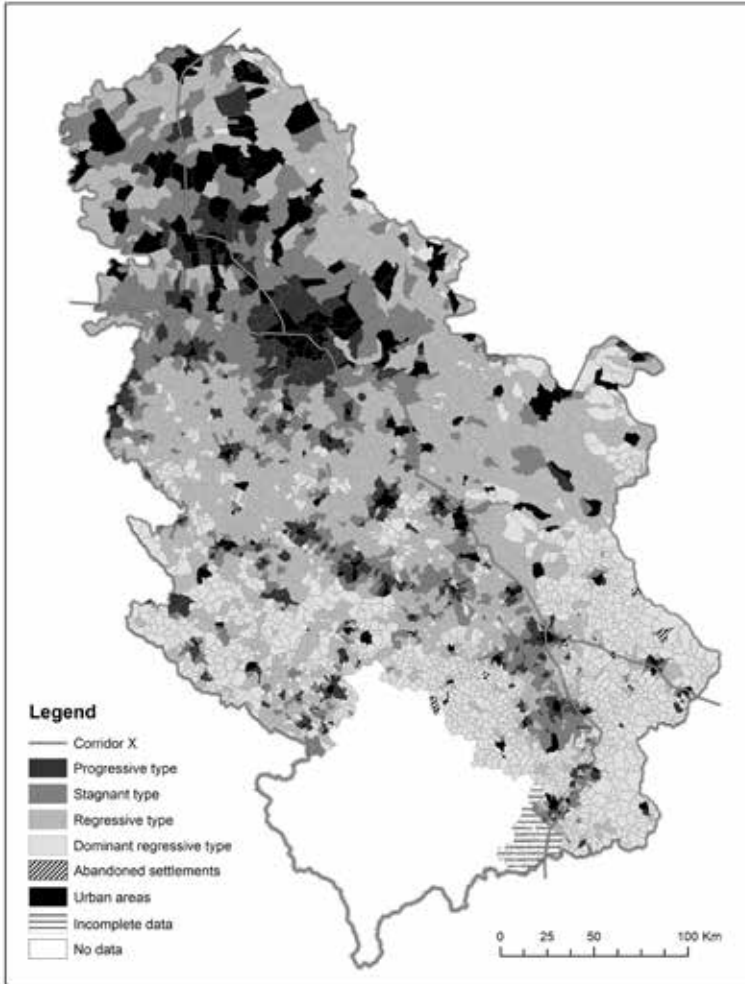 Legend
Corridor X
Progressive type
Stagnant type
Regressive type
Dominant regressive type
Abandoned settlements
Urban areas
Incomplete data
No data
0 25 50 100 Km